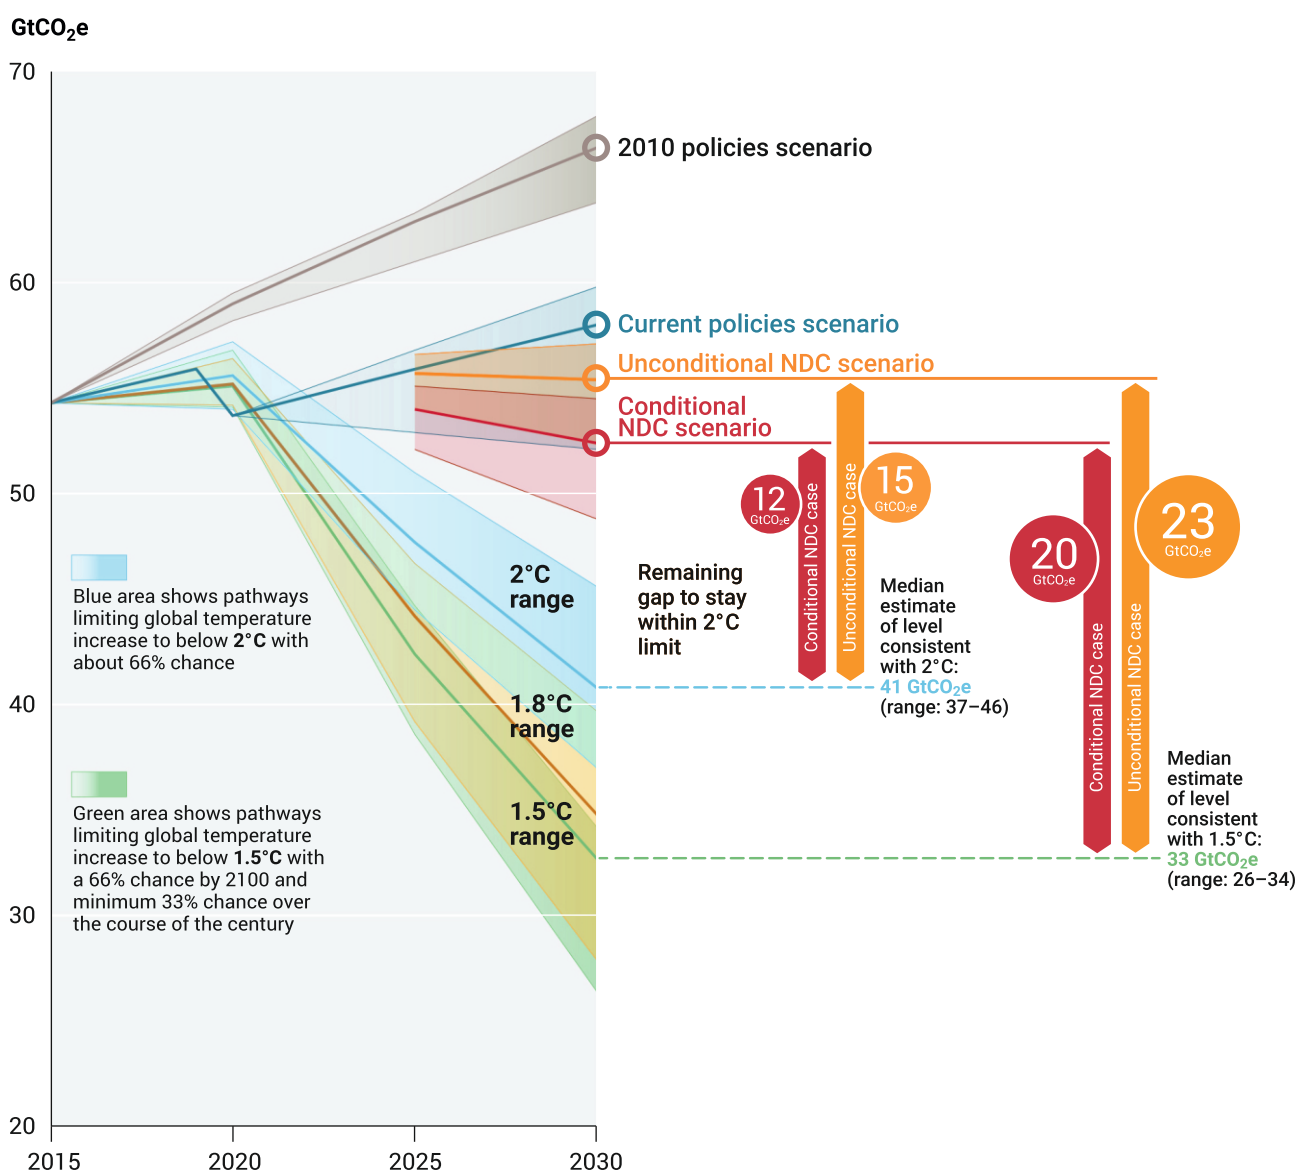 GtCO₂e
70
60
50
40
30
20
2015
2020
2025
2030
2010 policies scenario
Current policies scenario
Unconditional NDC scenario
Conditional
NDC scenario
2°C
range
1.8°C
range
1.5°C
range
Blue area shows pathways
limiting global temperature
increase to below 2°C with
about 66% chance
Green area shows pathways
limiting global temperature
increase to below 1.5°C with
a 66% chance by 2100 and
minimum 33% chance over
the course of the century
Remaining
gap to stay
within 2°C
limit
12
GtCO₂e
Conditional NDC case
Unconditional NDC case
15
GtCO₂e
Median
estimate
of level
consistent
with 2°C:
41 GtCO₂e
(range: 37–46)
20
GtCO₂e
Conditional NDC case
Unconditional NDC case
23
GtCO₂e
Median
estimate
of level
consistent
with 1.5°C:
33 GtCO₂e
(range: 26–34)